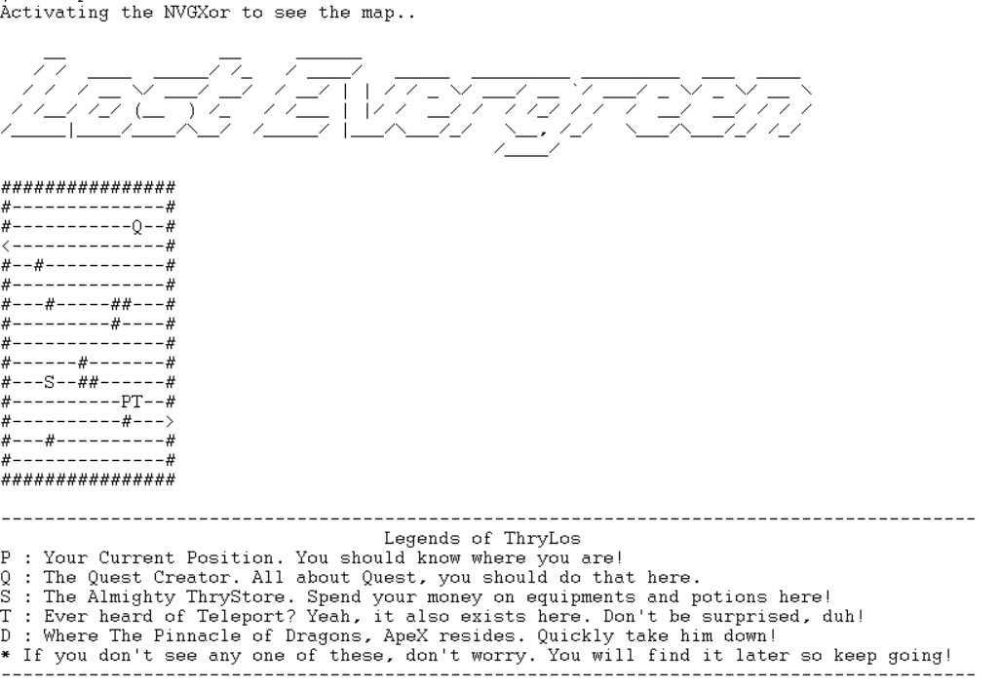 Activating the NVGXor to see the map..
Lost Evergreen
################
#--------------#
#-----------Q--#
<--------------#
#--#-----------#
#--------------#
#---#-----##---#
#---------#----#
#--------------#
#------#-------#
#---S--##------#
#----------PT--#
#----------#--->
#---#----------#
#--------------#
################
-----------------------------------------------------------------------------------------
Legends of ThryLos
P : Your Current Position. You should know where you are!
Q : The Quest Creator. All about Quest, you should do that here.
S : The Almighty ThryStore. Spend your money on equipments and potions here!
T : Ever heard of Teleport? Yeah, it also exists here. Don't be surprised, duh!
D : Where The Pinnacle of Dragons, ApeX resides. Quickly take him down!
* If you don't see any one of these, don't worry. You will find it later so keep going!
-----------------------------------------------------------------------------------------